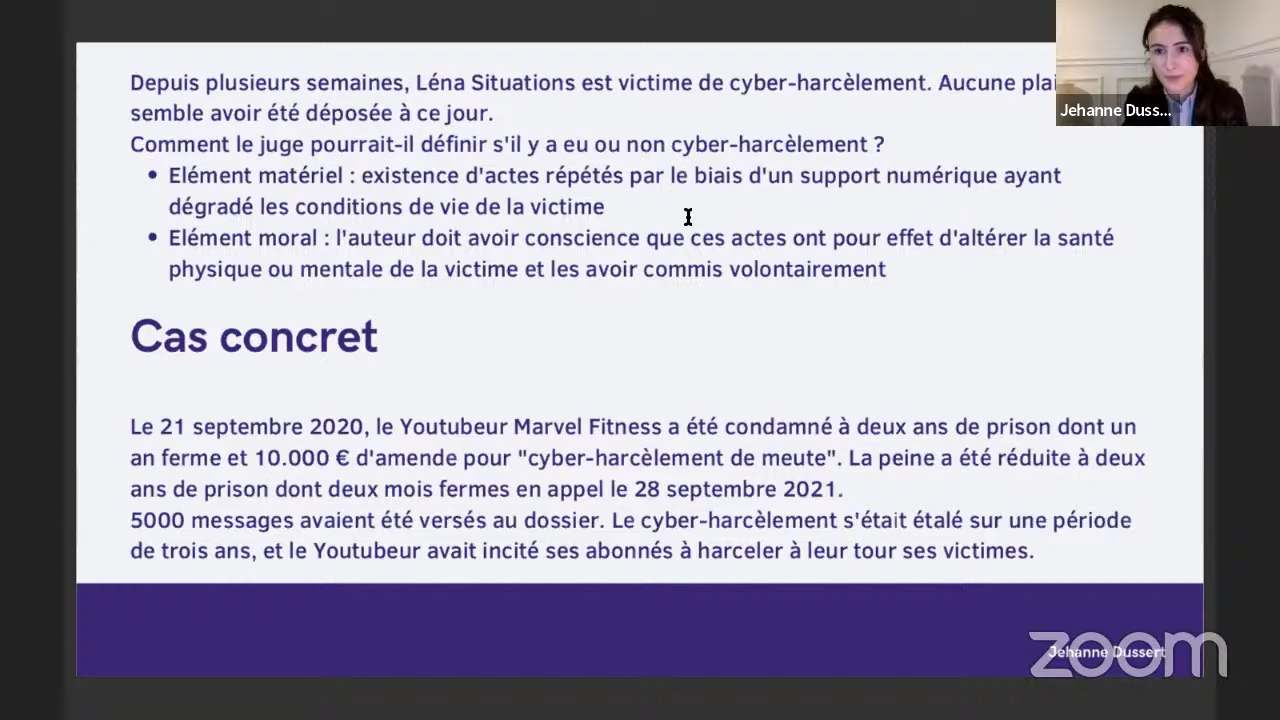 Depuis plusieurs semaines, Léna Situations est victime de cyber-harcèlement. Aucune
semble avoir été déposée à ce jour.
Comment le juge pourrait-il définir s'il y a eu ou non cyber-harcèlement ?
• Elément matériel : existence d'actes répétés par le biais d'un support numérique ayant
dégradé les conditions de vie de la victime
• Elément moral : l'auteur doit avoir conscience que ces actes ont pour effet d'altérer la santé
physique ou mentale de la victime et les avoir commis volontairement
Cas concret
Le 21 septembre 2020, le Youtubeur Marvel Fitness a été condamné à deux ans de prison dont un
an ferme et 10.000 € d'amende pour "cyber-harcèlement de meute". La peine a été réduite à deux
ans de prison dont deux mois fermes en appel le 28 septembre 2021.
5000 messages avaient été versés au dossier. Le cyber-harcèlement s'était étalé sur une période
de trois ans, et le Youtubeur avait incité ses abonnés à harceler à leur tour ses victimes.
Jehanne Duss...
Jehanne Dussert
zoom